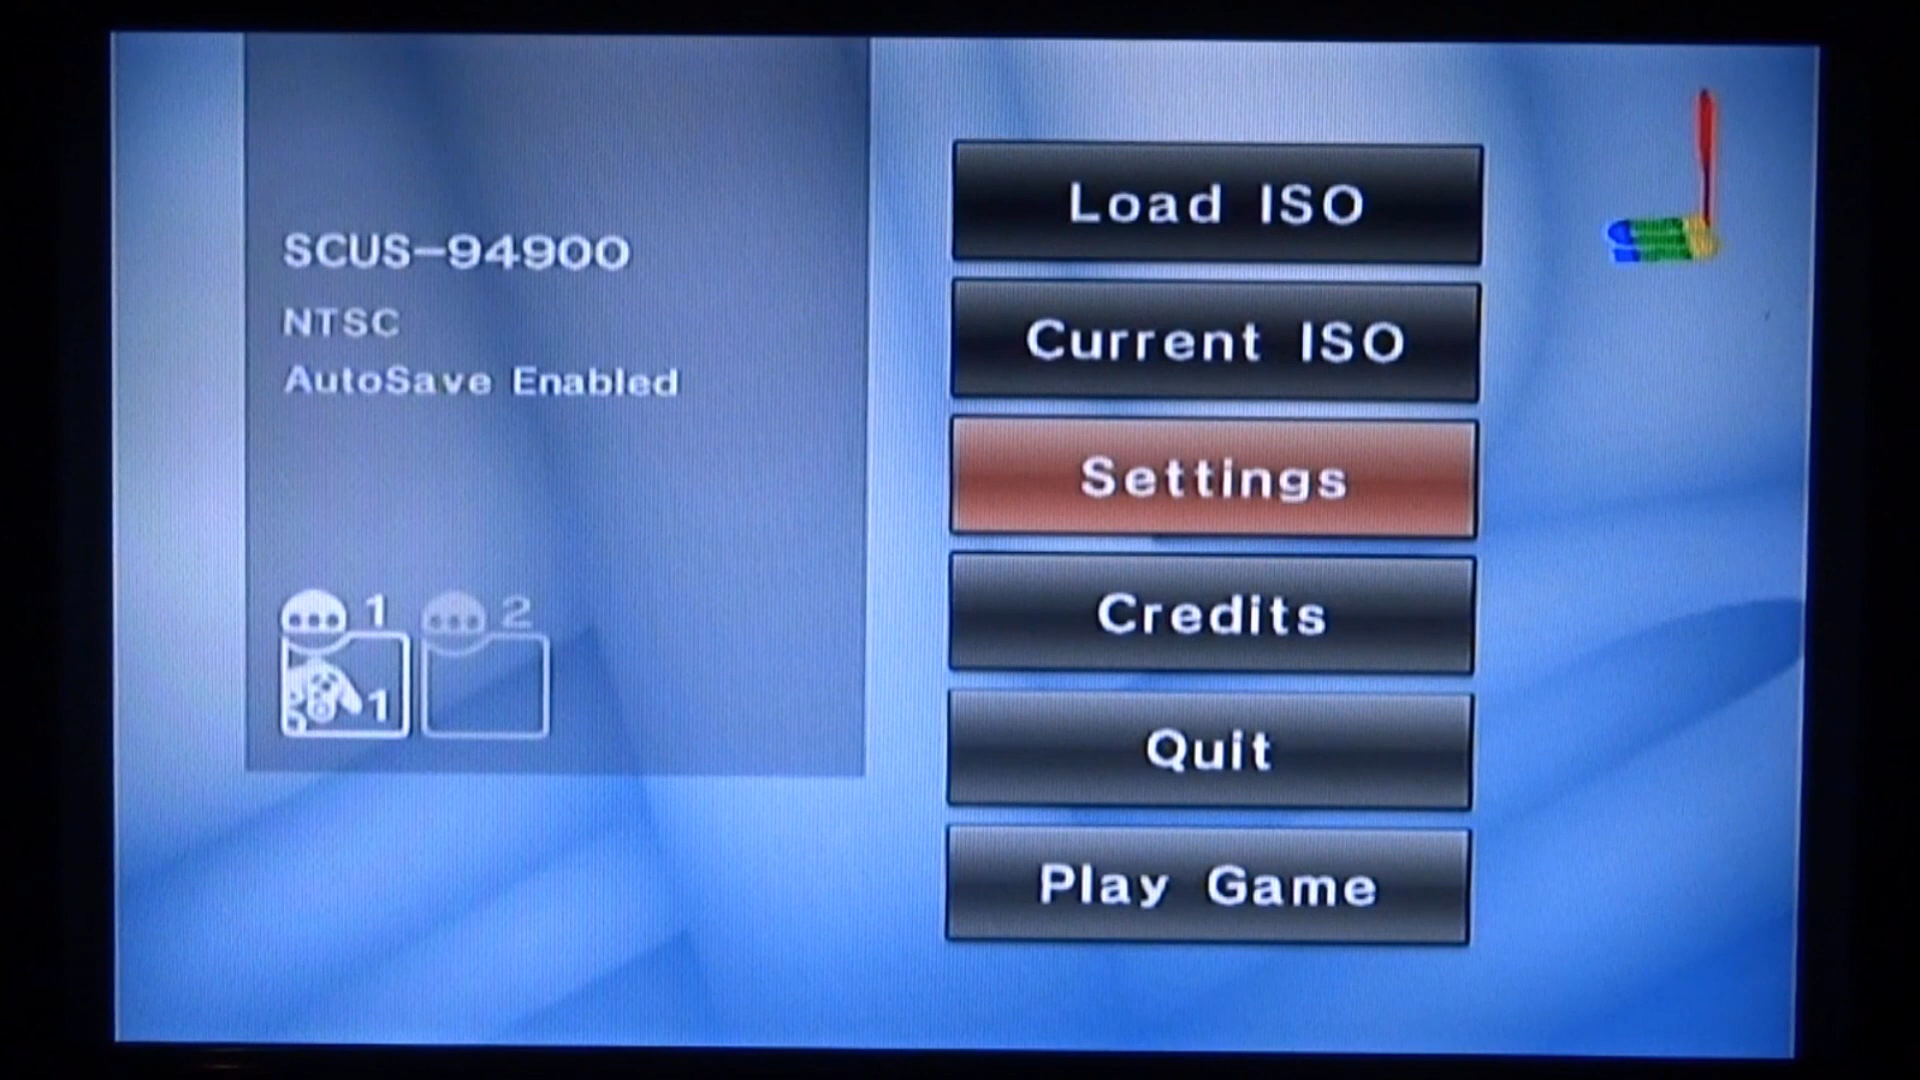 SCUS-94900
NTSC
AutoSave Enabled
1 2
1
Load ISO
Current ISO
Settings
Credits
Quit
Play Game